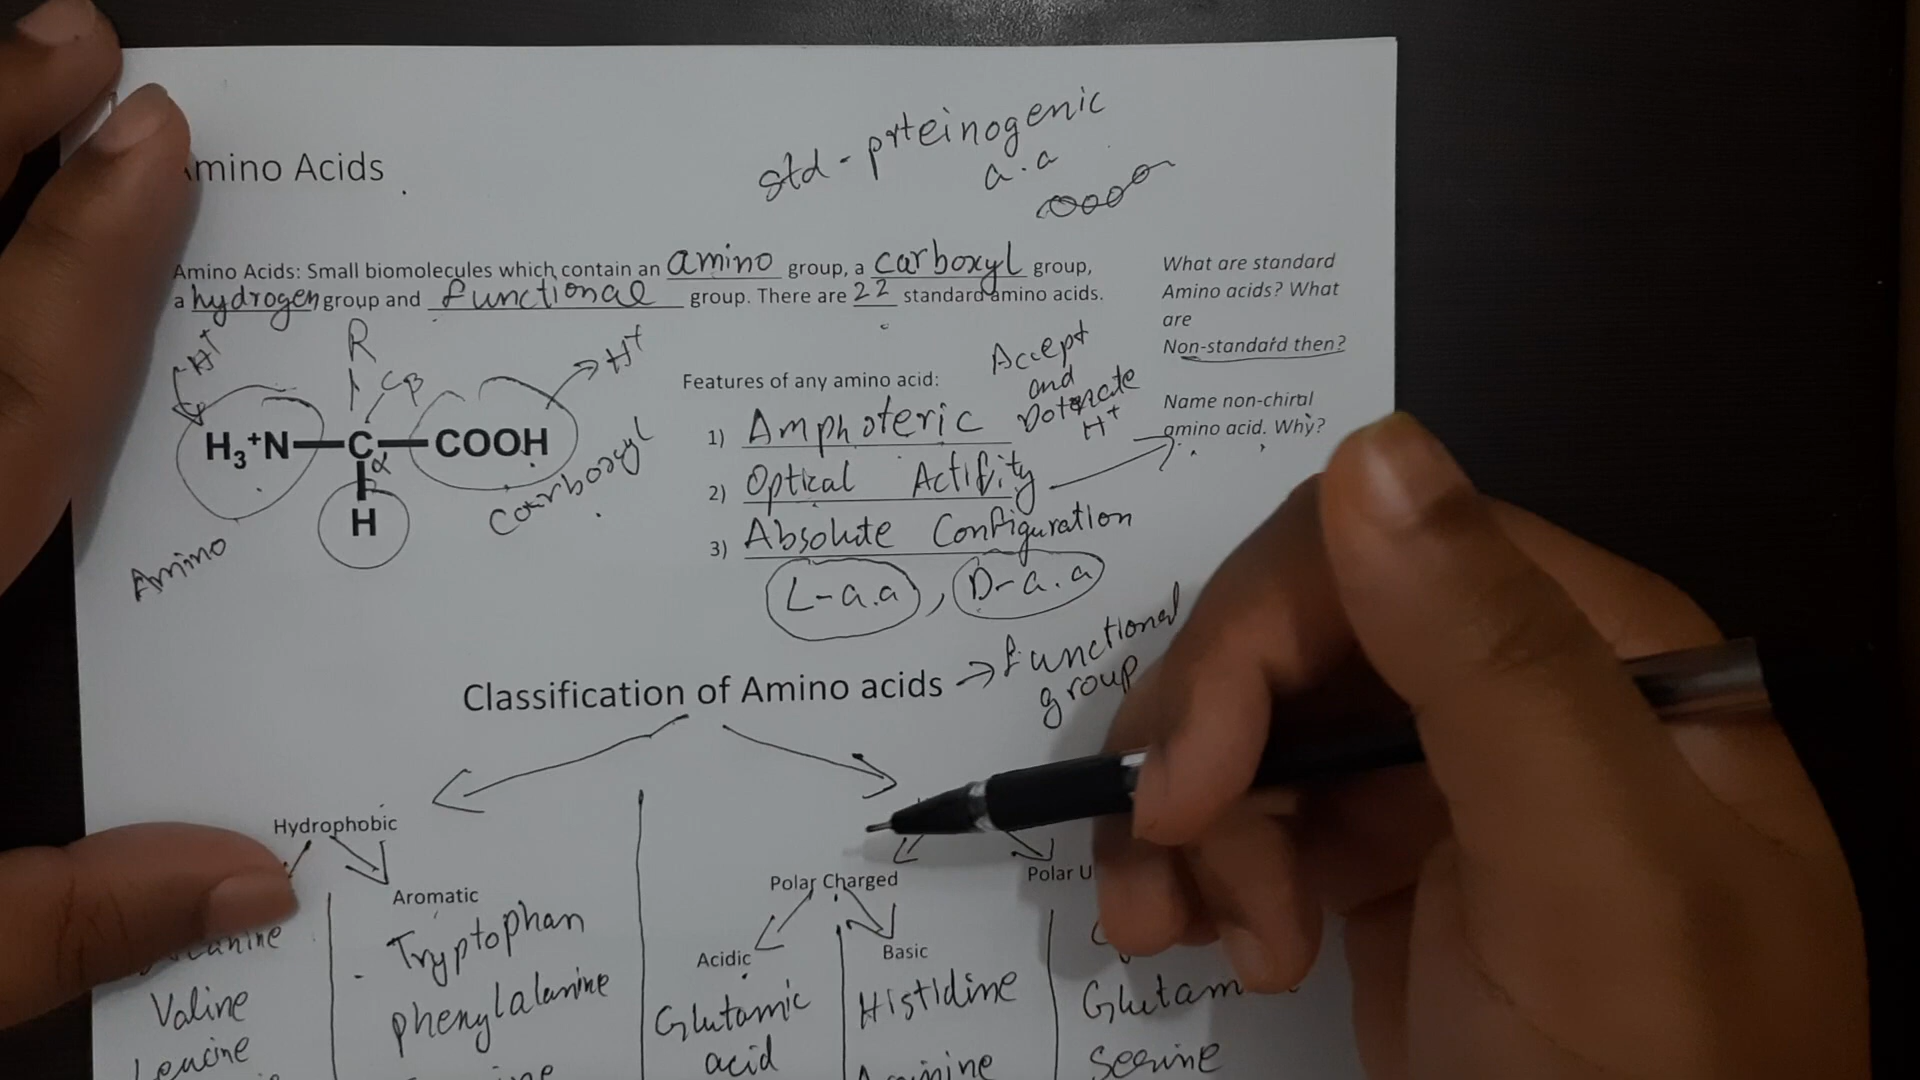 std - prteinogenic
a.a
mino Acids
Amino Acids: Small biomolecules which contain an amino group, a carboxyl group,
a hydrogen group and functional group. There are 22 standard amino acids.
What are standard
Amino acids? What
are
Non-standard then?
Name non-chiral
amino acid. Why?
H+
R
Cβ
H+
H3+N—C—COOH
α
H
Amino
Carboxyl
Features of any amino acid:
1) Amphoteric
Accept
and
H+
2) Optical Actifity
3) Absolute Configuration
L-a.a, D-a.a
Classification of Amino acids → functional
group
Hydrophobic
Aromatic
Tryptophan
phenylalanine
Valine
Leucine
Polar Charged
Polar U
Acidic
Basic
Glutamic
acid
Histidine
Serine